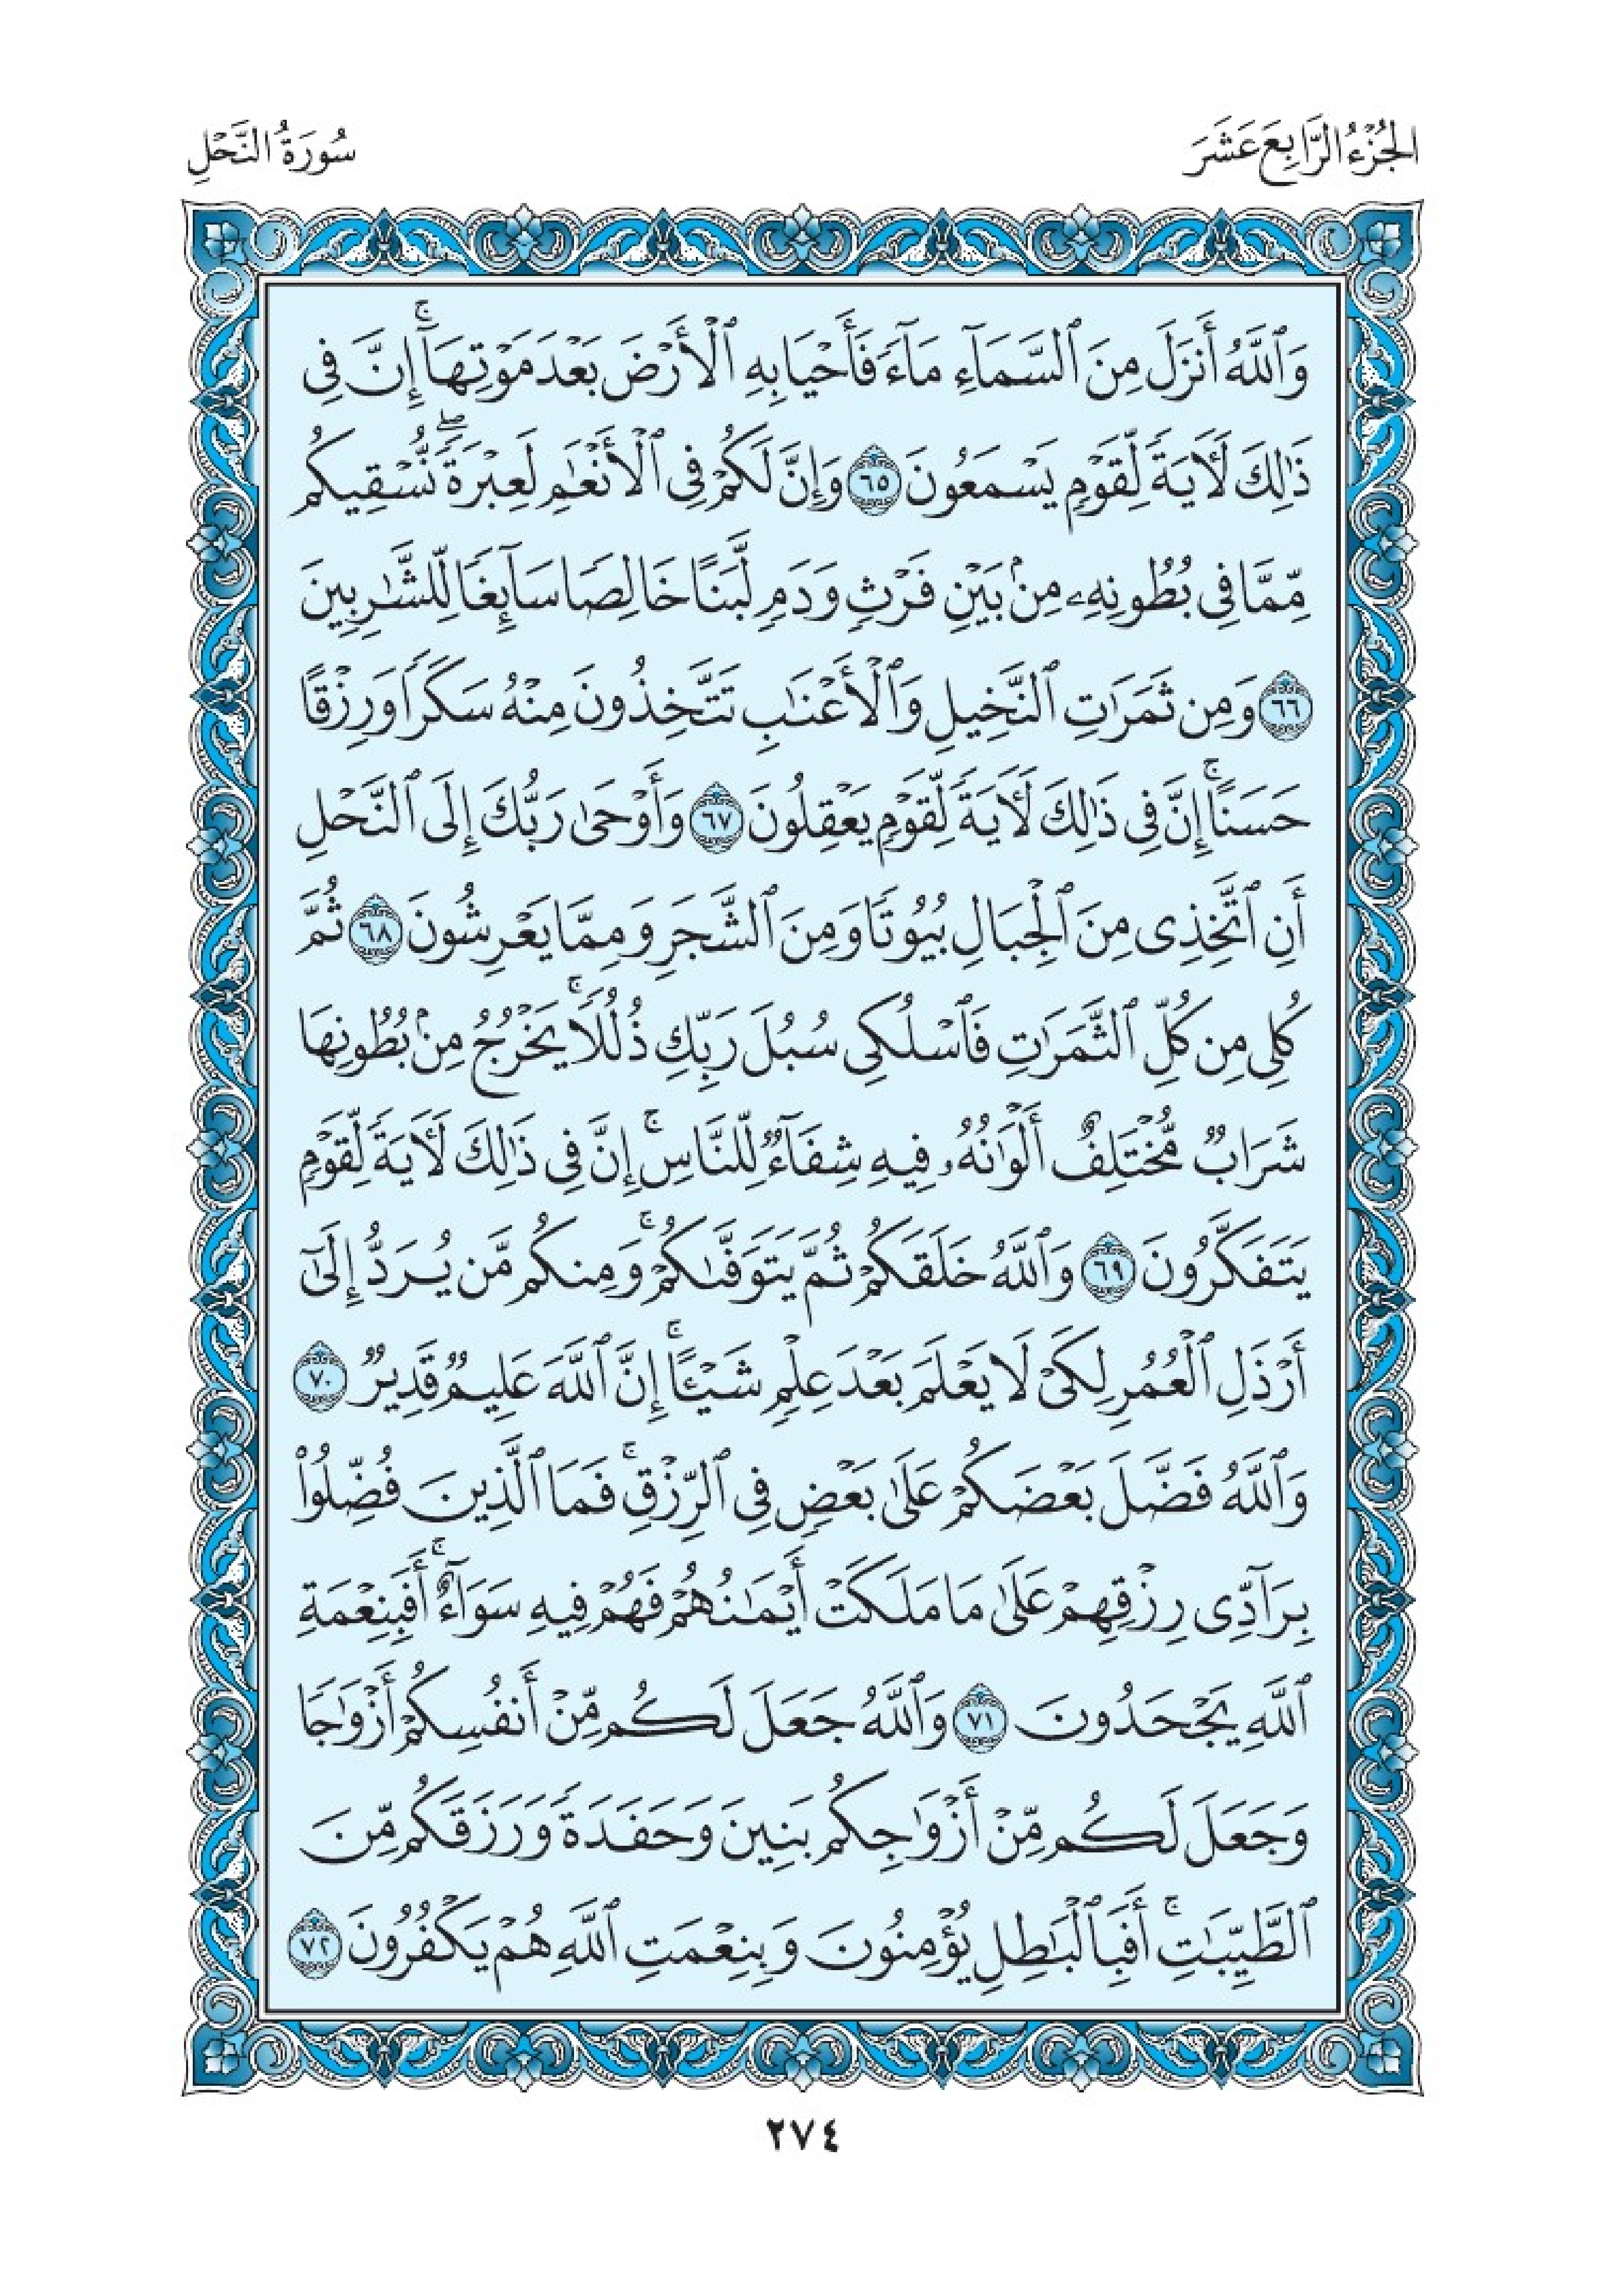 الجُزْءُ الرَّابِعَ عَشَرَ
سُورَةُ النَّحْلِ
وَٱللَّهُ أَنزَلَ مِنَ ٱلسَّمَآءِ مَآءً فَأَحْيَا بِهِ ٱلْأَرْضَ بَعْدَ مَوْتِهَآۚ إِنَّ فِى
ذَٰلِكَ لَـَٔايَةً لِّقَوْمٍ يَسْمَعُونَ ٦٥ وَإِنَّ لَكُمْ فِى ٱلْأَنْعَٰمِ لَعِبْرَةًۖ نُّسْقِيكُم
مِّمَّا فِى بُطُونِهِۦ مِنۢ بَيْنِ فَرْثٍ وَدَمٍ لَّبَنًا خَالِصًا سَآئِغًا لِّلشَّٰرِبِينَ
٦٦ وَمِن ثَمَرَٰتِ ٱلنَّخِيلِ وَٱلْأَعْنَٰبِ تَتَّخِذُونَ مِنْهُ سَكَرًا وَرِزْقًا
حَسَنًاۚ إِنَّ فِى ذَٰلِكَ لَـَٔايَةً لِّقَوْمٍ يَعْقِلُونَ ٦٧ وَأَوْحَىٰ رَبُّكَ إِلَى ٱلنَّحْلِ
أَنِ ٱتَّخِذِى مِنَ ٱلْجِبَالِ بُيُوتًا وَمِنَ ٱلشَّجَرِ وَمِمَّا يَعْرِشُونَ ٦٨ ثُمَّ
كُلِى مِن كُلِّ ٱلثَّمَرَٰتِ فَٱسْلُكِى سُبُلَ رَبِّكِ ذُلُلًاۚ يَخْرُجُ مِنۢ بُطُونِهَا
شَرَابٌ مُّخْتَلِفٌ أَلْوَٰنُهُۥ فِيهِ شِفَآءٌ لِّلنَّاسِۚ إِنَّ فِى ذَٰلِكَ لَـَٔايَةً لِّقَوْمٍ
يَتَفَكَّرُونَ ٦٩ وَٱللَّهُ خَلَقَكُمْ ثُمَّ يَتَوَفَّىٰكُمْۚ وَمِنكُم مَّن يُرَدُّ إِلَىٰٓ
أَرْذَلِ ٱلْعُمُرِ لِكَىْ لَا يَعْلَمَ بَعْدَ عِلْمٍ شَيْـًٔاۚ إِنَّ ٱللَّهَ عَلِيمٌ قَدِيرٌ ٧٠
وَٱللَّهُ فَضَّلَ بَعْضَكُمْ عَلَىٰ بَعْضٍ فِى ٱلرِّزْقِۚ فَمَا ٱلَّذِينَ فُضِّلُوا۟
بِرَآدِّى رِزْقِهِمْ عَلَىٰ مَا مَلَكَتْ أَيْمَٰنُهُمْ فَهُمْ فِيهِ سَوَآءٌۚ أَفَبِنِعْمَةِ
ٱللَّهِ يَجْحَدُونَ ٧١ وَٱللَّهُ جَعَلَ لَكُم مِّنْ أَنفُسِكُمْ أَزْوَٰجًا
وَجَعَلَ لَكُم مِّنْ أَزْوَٰجِكُم بَنِينَ وَحَفَدَةً وَرَزَقَكُم مِّنَ
ٱلطَّيِّبَٰتِۚ أَفَبِٱلْبَٰطِلِ يُؤْمِنُونَ وَبِنِعْمَتِ ٱللَّهِ هُمْ يَكْفُرُونَ ٧٢
٢٧٤